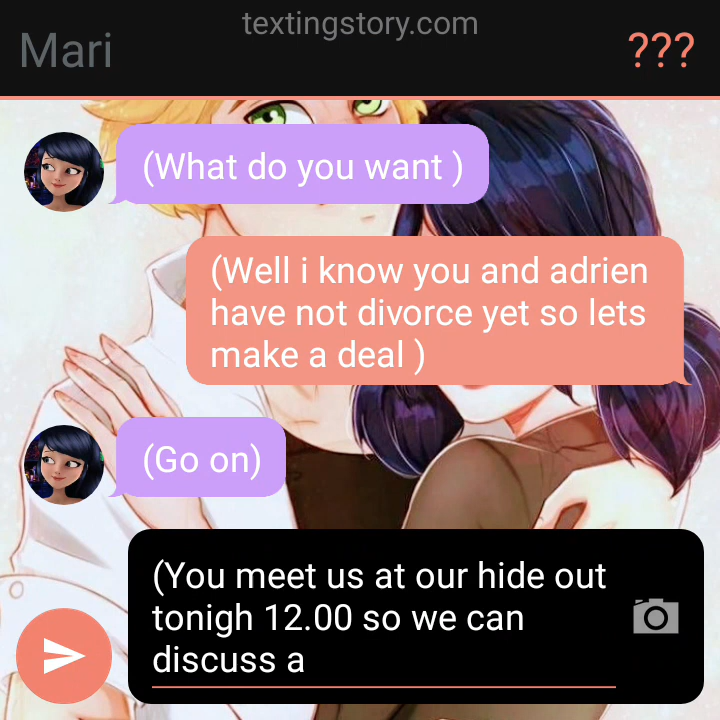 textingstory.com
Mari
???
(What do you want )
(Well i know you and adrien
have not divorce yet so lets
make a deal )
(Go on)
(You meet us at our hide out
tonigh 12.00 so we can
discuss a